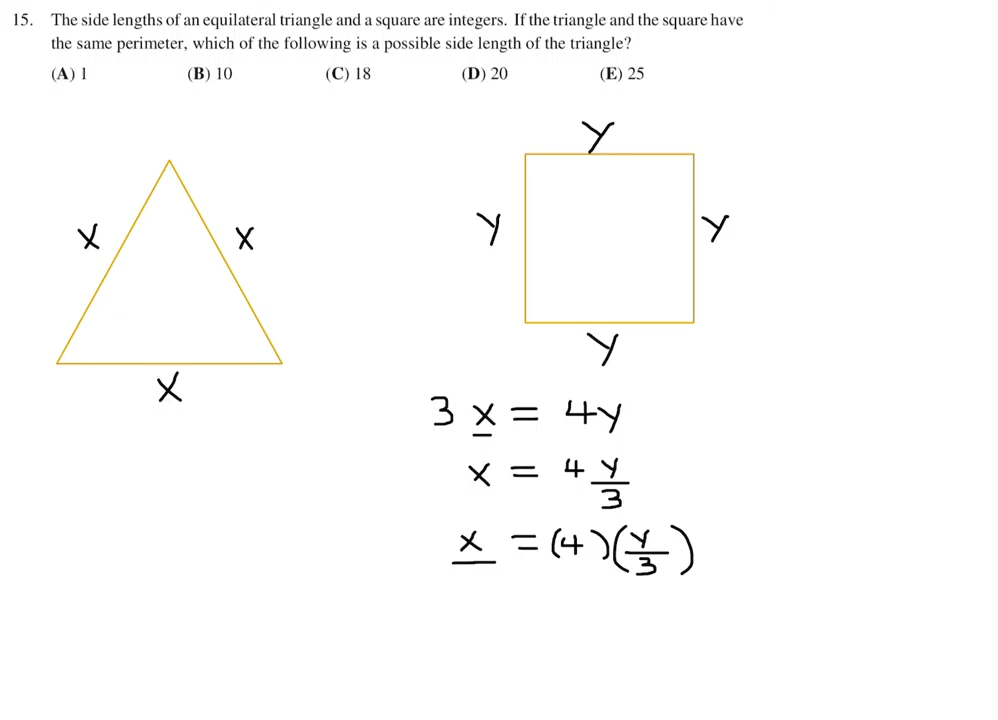 15. The side lengths of an equilateral triangle and a square are integers. If the triangle and the square have
the same perimeter, which of the following is a possible side length of the triangle?
(A) 1 (B) 10 (C) 18 (D) 20 (E) 25
y
x x y y
y
x
3 x = 4y
x = 4 y/3
x = (4)(y/3)